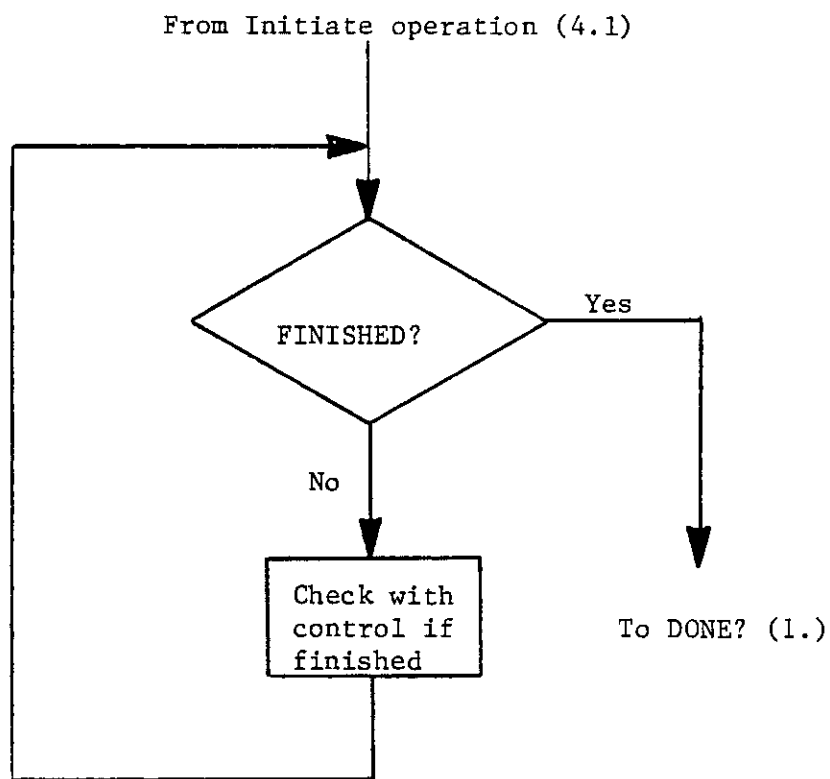 From Initiate operation (4.1)
FINISHED?
Yes
No
Check with
control if
finished
To DONE? (1.)